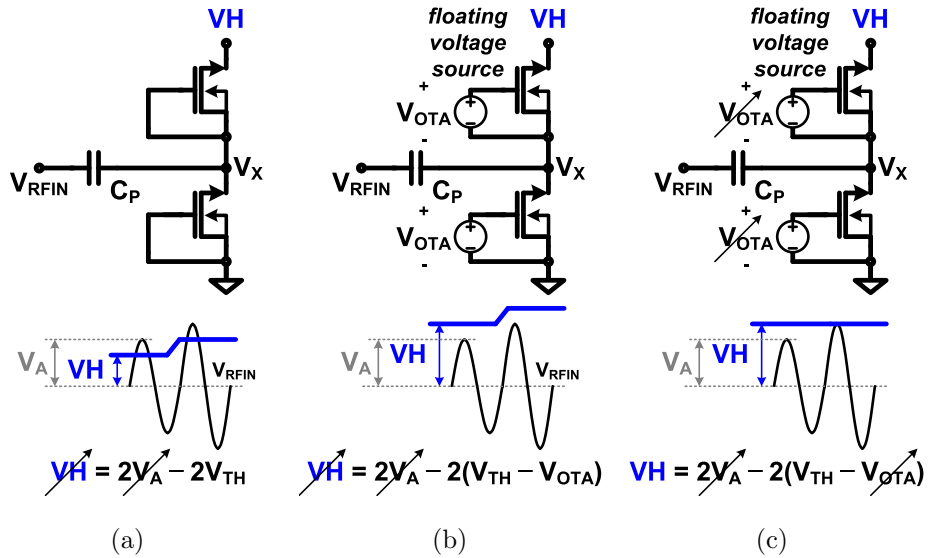 VH
VX
VRFIN
CP
VA
VH
VRFIN
VH = 2VA − 2VTH
(a)
floating
voltage
source
VH
+
VOTA
-
VX
VRFIN
CP
+
VOTA
-
VA
VH
VRFIN
VH = 2VA − 2(VTH − VOTA)
(b)
floating
voltage
source
VH
+
VOTA
-
VX
VRFIN
CP
+
VOTA
-
VA
VH
VRFIN
VH = 2VA − 2(VTH − VOTA)
(c)